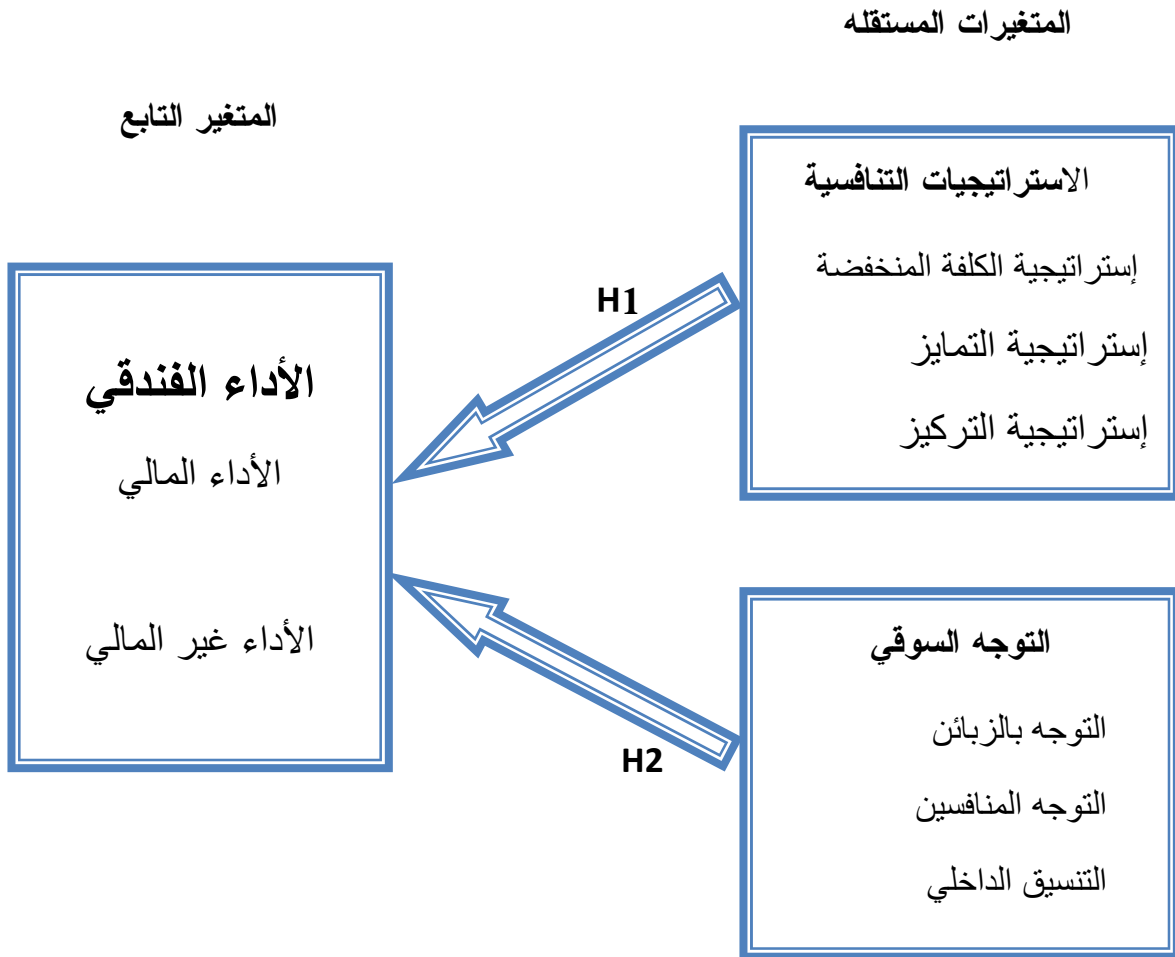 المتغيرات المستقله
المتغير التابع
الاستراتيجيات التنافسية
إستراتيجية الكلفة المنخفضة
إستراتيجية التمايز
إستراتيجية التركيز
H1
الأداء الفندقي
الأداء المالي
الأداء غير المالي
H2
التوجه السوقي
التوجه بالزبائن
التوجه المنافسين
التنسيق الداخلي